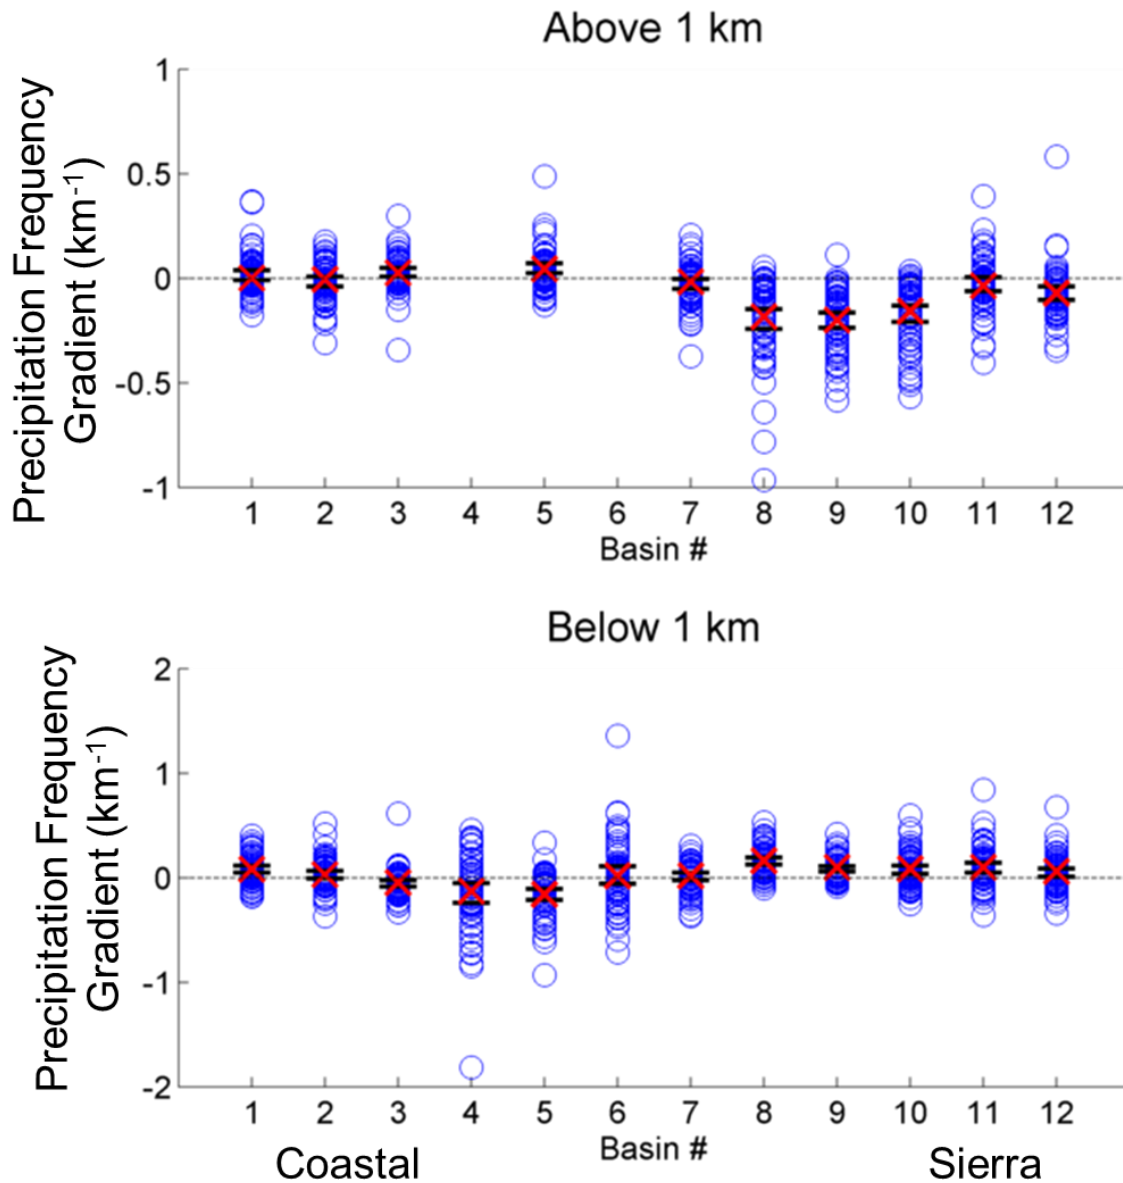 Above 1 km
Precipitation Frequency
Gradient (km-1)
1
0.5
0
-0.5
-1
1 2 3 4 5 6 7 8 9 10 11 12
Basin #
Below 1 km
Precipitation Frequency
Gradient (km-1)
2
1
0
-1
-2
1 2 3 4 5 6 7 8 9 10 11 12
Basin #
Coastal
Sierra